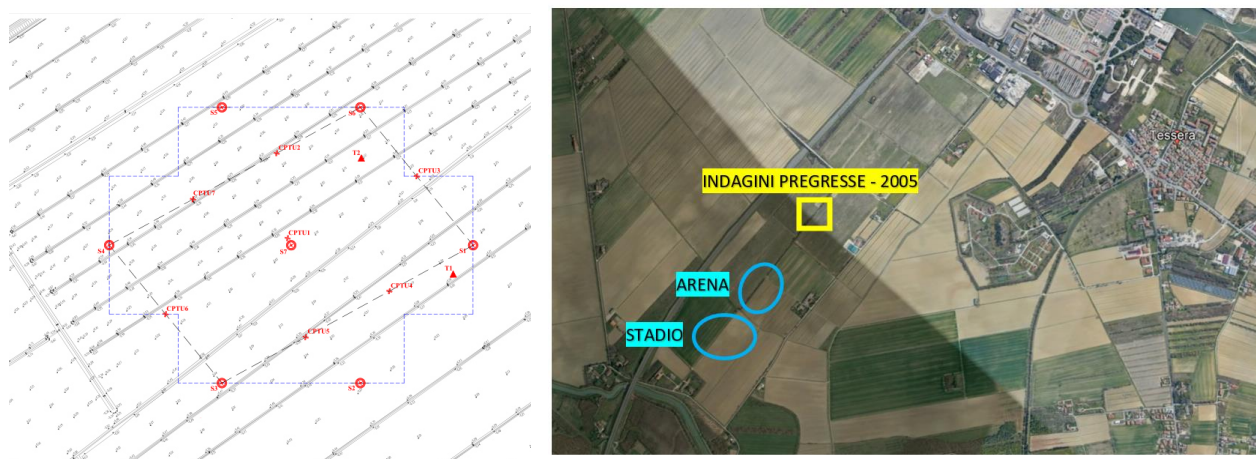 S5
S6
CPTU2
T2
CPTU3
CPTU7
CPTU1
S4
S7
S1
T1
CPTU4
CPTU6
CPTU5
S3
S2
Tessera
INDAGINI PREGRESSE - 2005
ARENA
STADIO